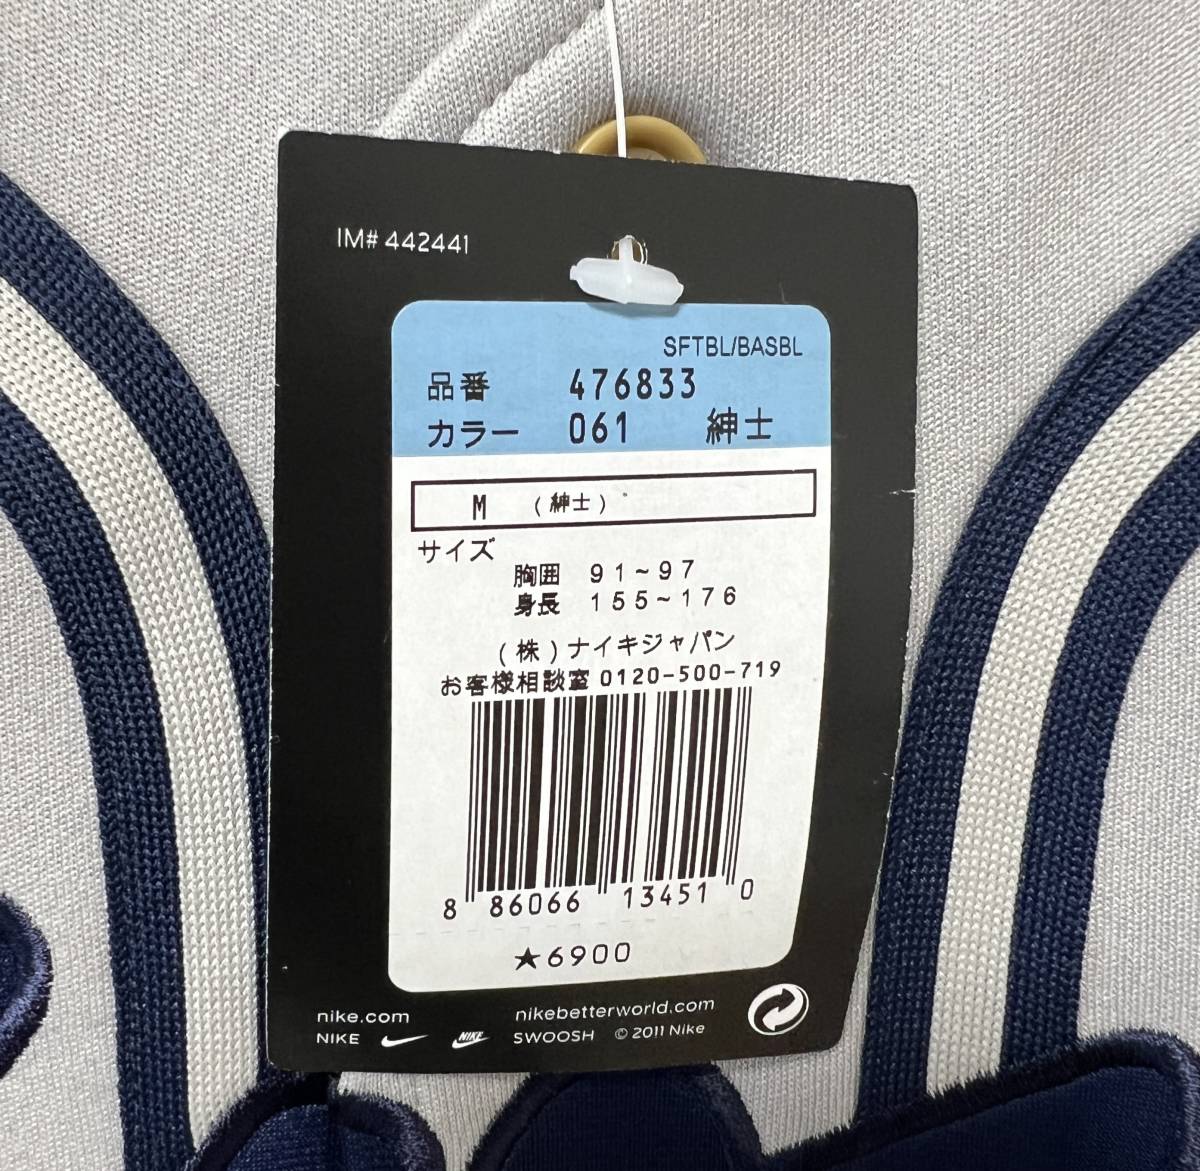 IM# 442441
SFTBL/BASBL
品番 476833
カラー 061 紳士
M (紳士)
サイズ
胸囲 91~97
身長 155~176
(株)ナイキジャパン
お客様相談室 0120-500-719
8 86066 13451 0
★6900
nike.com nikebetterworld.com
NIKE NIKE SWOOSH © 2011 Nike